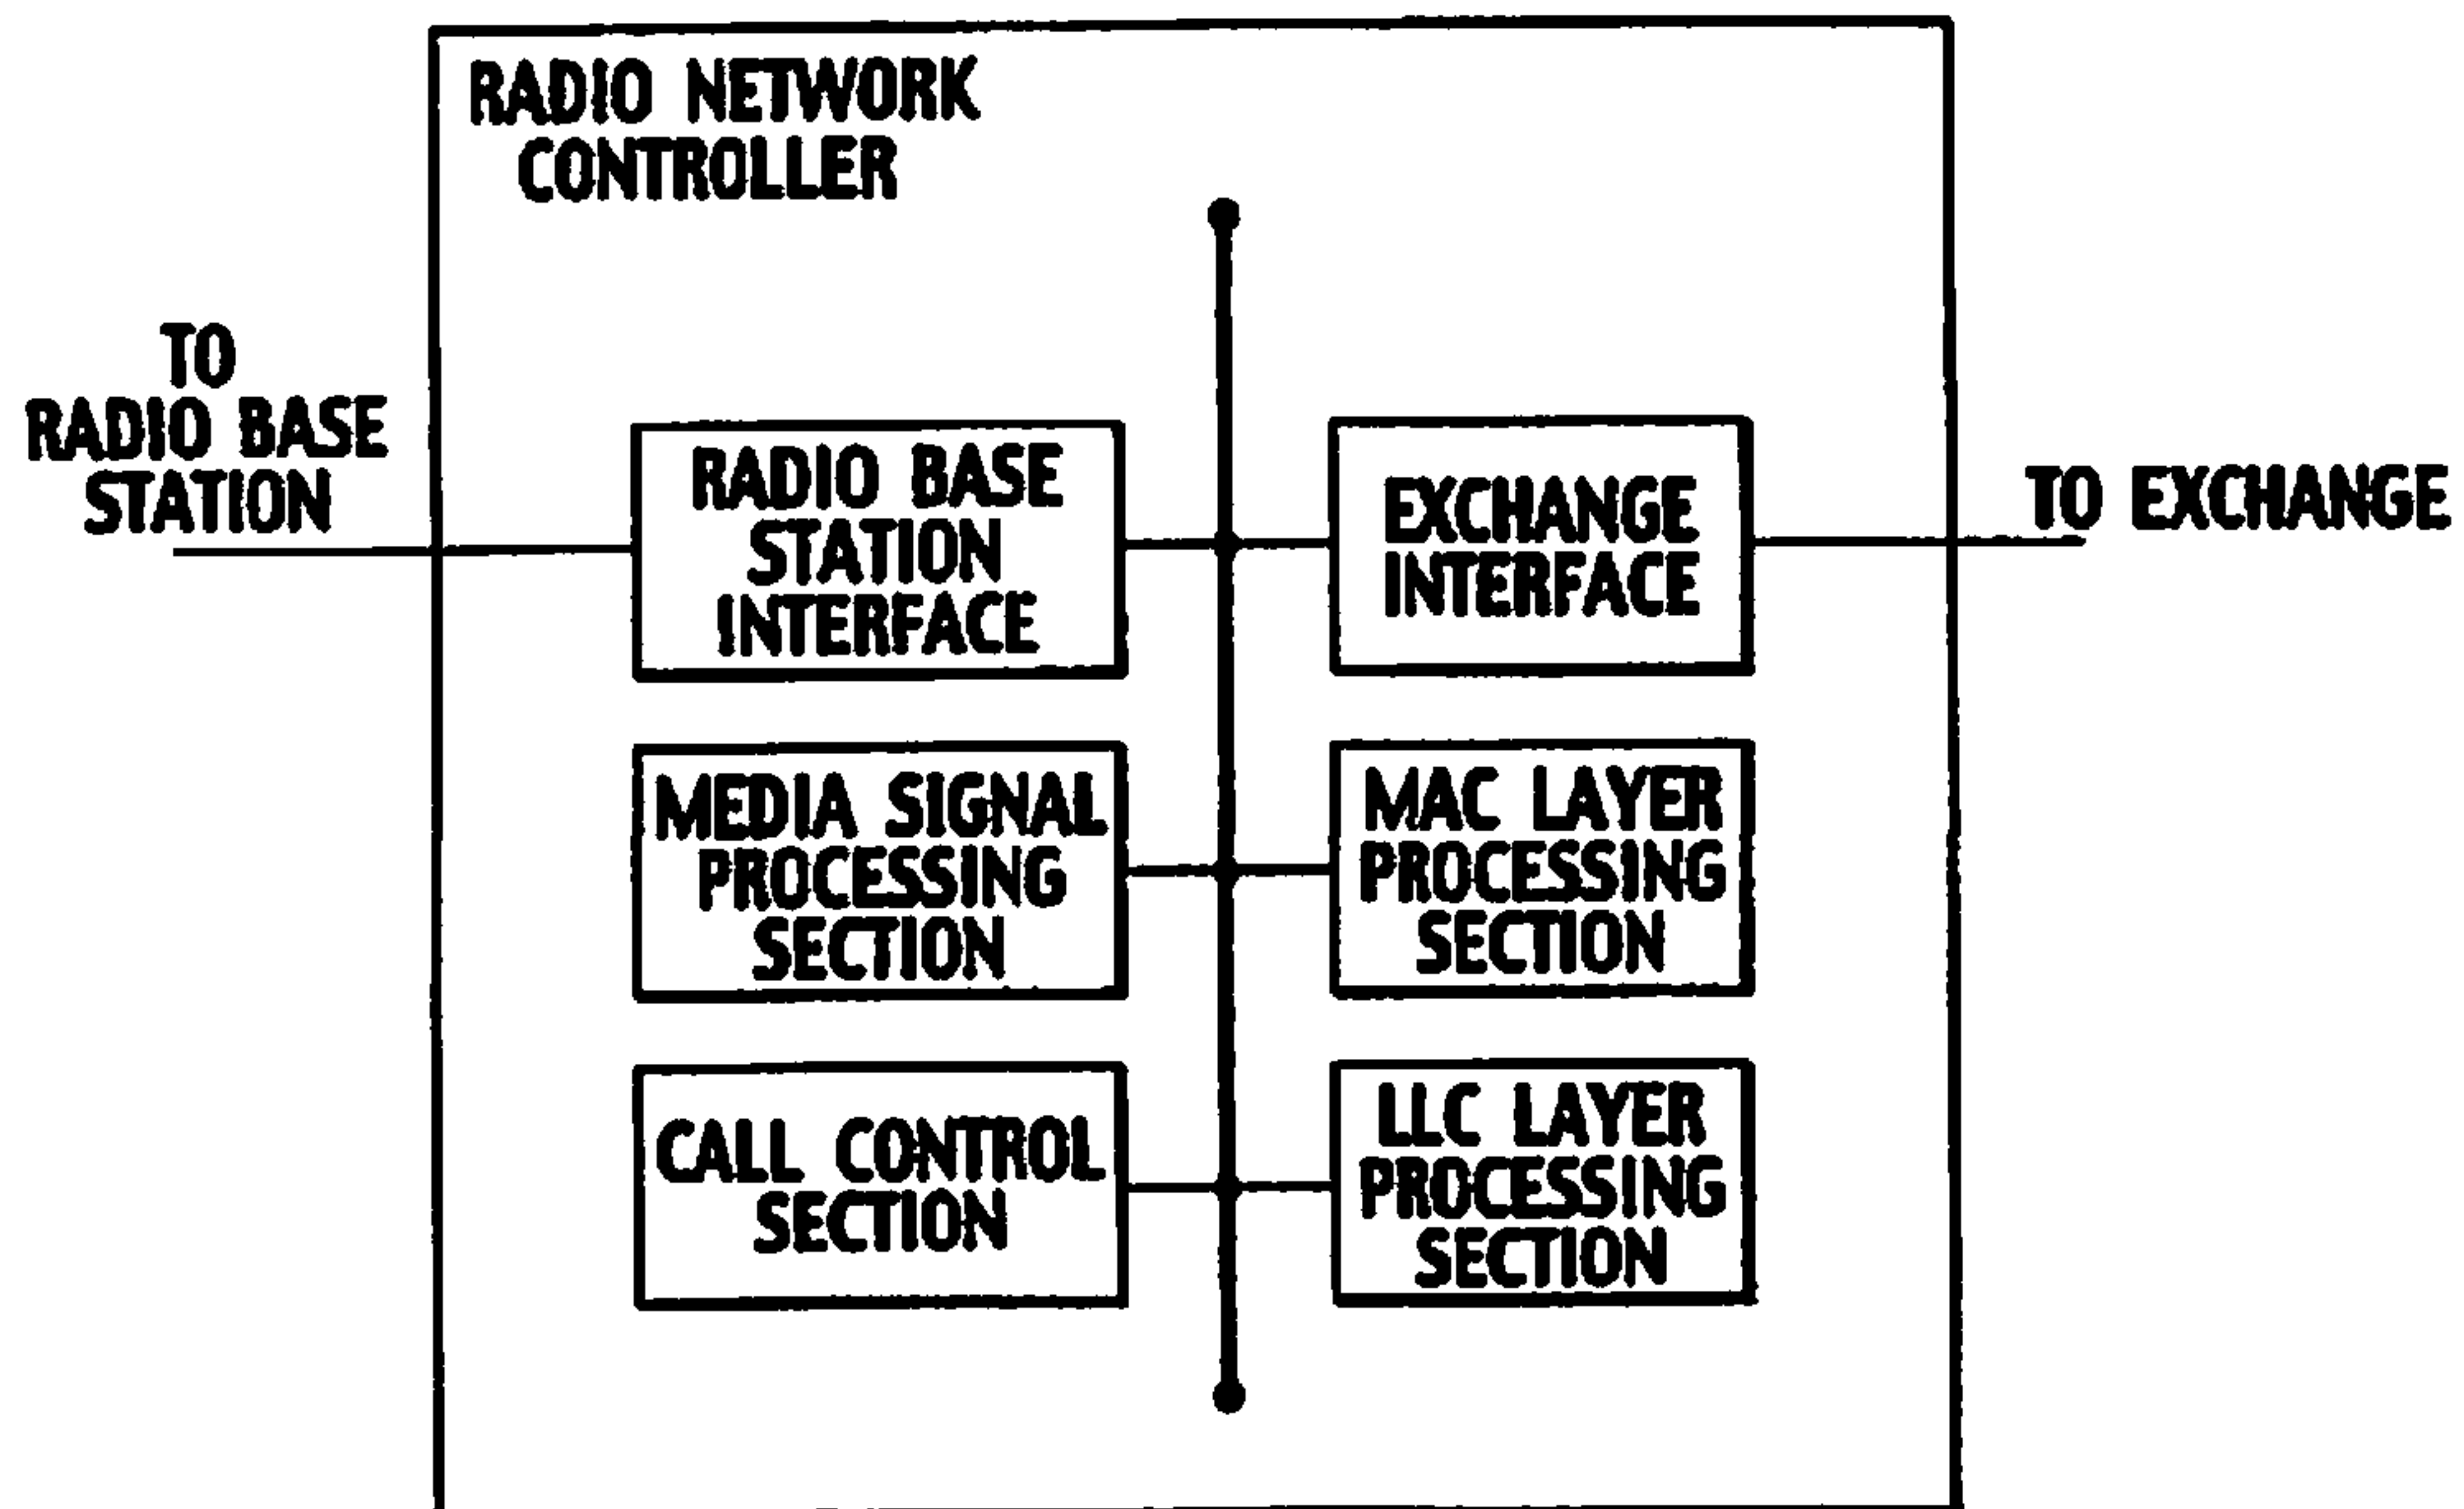 RADIO NETWORK
CONTROLLER
TO
RADIO BASE
STATION
RADIO BASE
STATION
INTERFACE
EXCHANGE
INTERFACE
TO EXCHANGE
MEDIA SIGNAL
PROCESSING
SECTION
MAC LAYER
PROCESSING
SECTION
CALL CONTROL
SECTION
LLC LAYER
PROCESSING
SECTION